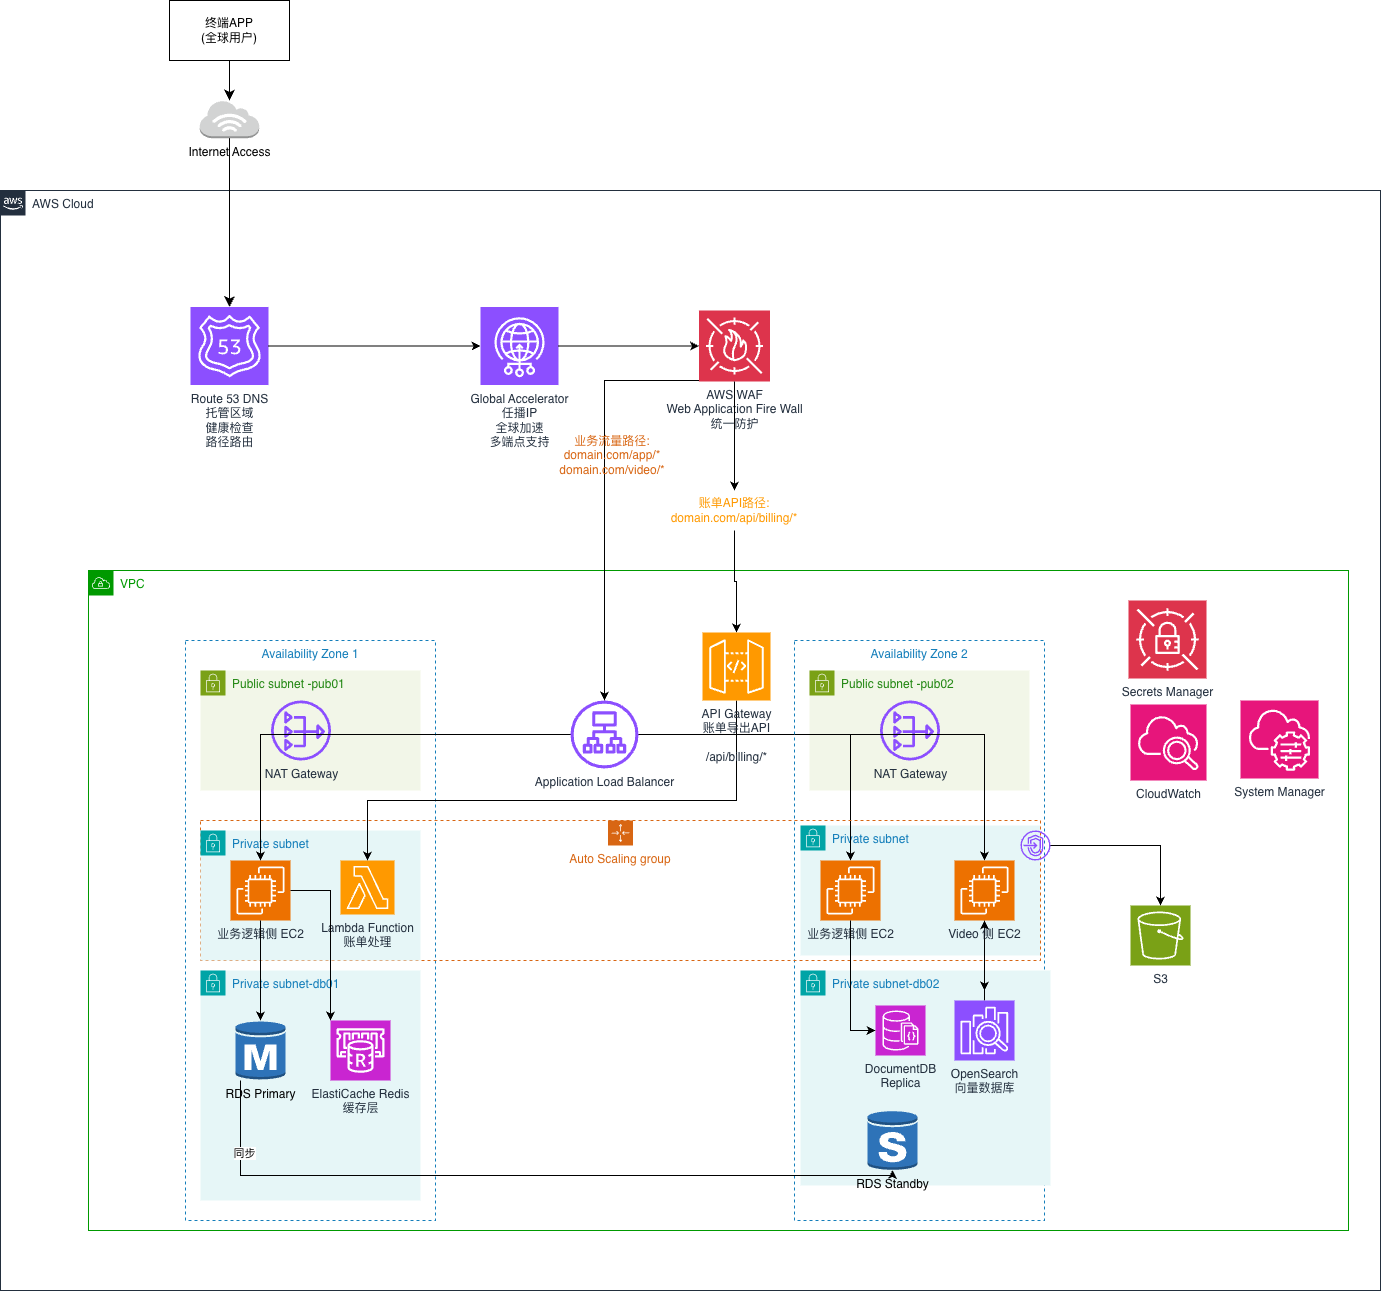 终端APP
(全球用户)
Internet Access
aws
AWS Cloud
53
Route 53 DNS
托管区域
健康检查
路径路由
Global Accelerator
任播IP
全球加速
多端点支持
AWS WAF
Web Application Fire Wall
统一防护
业务流量路径:
domain.com/app/*
domain.com/video/*
账单API路径:
domain.com/api/billing/*
VPC
Availability Zone 1
Public subnet -pub01
NAT Gateway
Application Load Balancer
</>
API Gateway
账单导出API
/api/billing/*
Availability Zone 2
Public subnet -pub02
NAT Gateway
Secrets Manager
CloudWatch
System Manager
Auto Scaling group
Private subnet
业务逻辑侧 EC2
Lambda Function
账单处理
Private subnet
业务逻辑侧 EC2
Video 侧 EC2
S3
Private subnet-db01
M
RDS Primary
R
ElastiCache Redis
缓存层
同步
Private subnet-db02
{}
DocumentDB
Replica
OpenSearch
向量数据库
S
RDS Standby